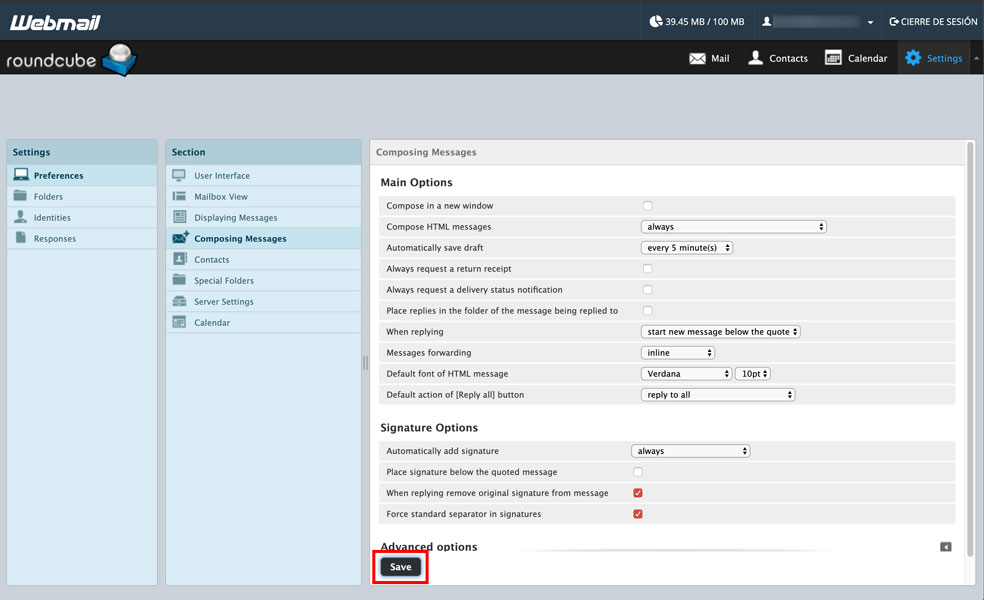 Webmail
39.45 MB / 100 MB
CIERRE DE SESIÓN
roundcube
Mail
Contacts
Calendar
Settings
Settings
Preferences
Folders
Identities
Responses
Section
User Interface
Mailbox View
Displaying Messages
Composing Messages
Contacts
Special Folders
Server Settings
Calendar
Composing Messages
Main Options
Compose in a new window
Compose HTML messages always
Automatically save draft every 5 minute(s)
Always request a return receipt
Always request a delivery status notification
Place replies in the folder of the message being replied to
When replying start new message below the quote
Messages forwarding inline
Default font of HTML message Verdana 10pt
Default action of [Reply all] button reply to all
Signature Options
Automatically add signature always
Place signature below the quoted message
When replying remove original signature from message
Force standard separator in signatures
Advanced options
Save